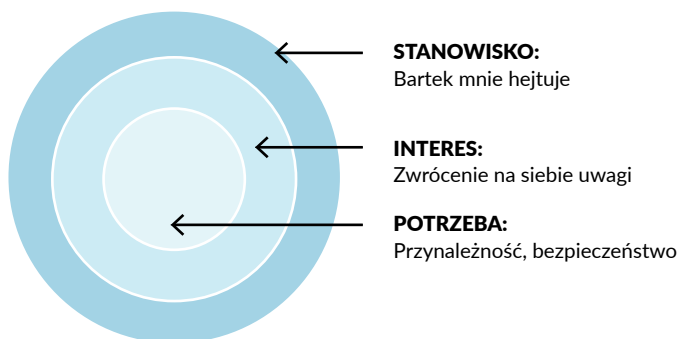 STANOWISKO:
Bartek mnie hejtuje
INTERES:
Zwrócenie na siebie uwagi
POTRZEBA:
Przynależność, bezpieczeństwo